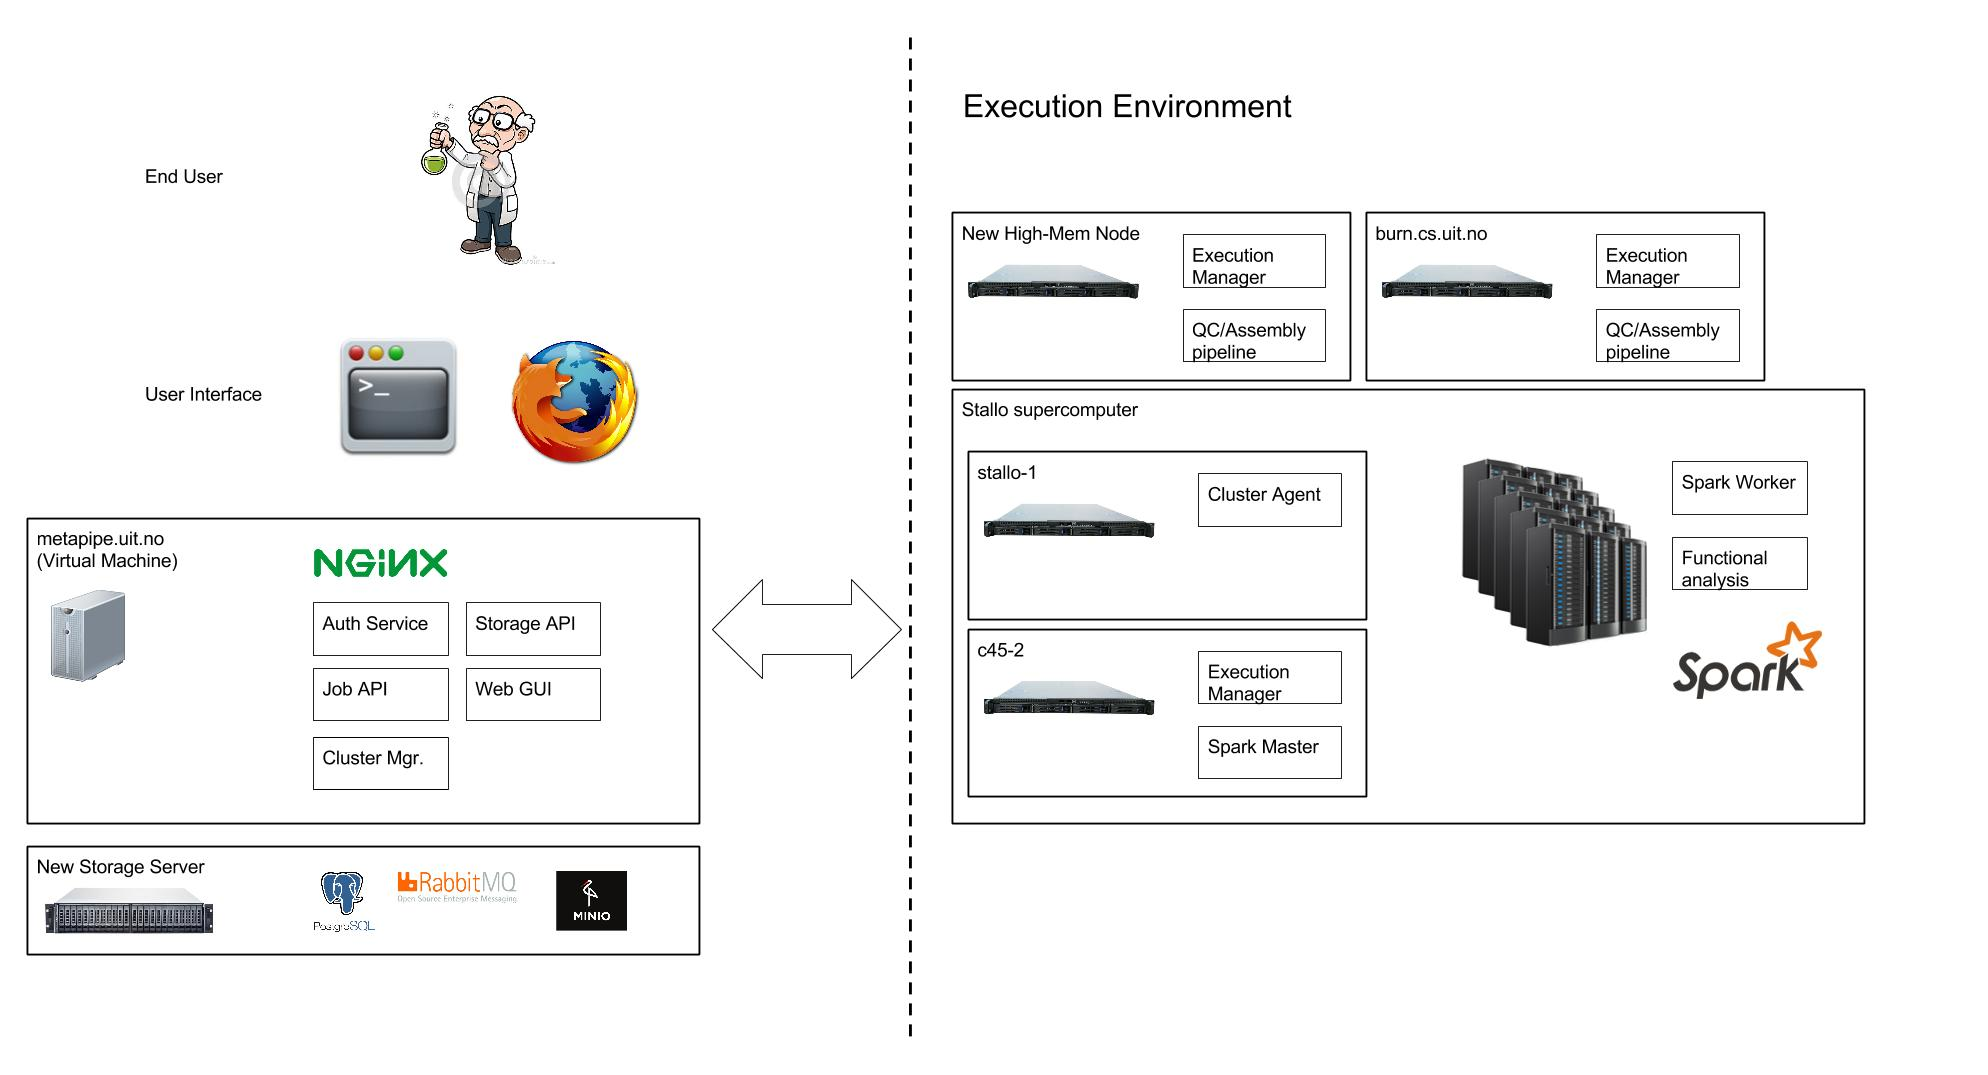 Execution Environment
End User
User Interface
>_
metapipe.uit.no
(Virtual Machine)
NGiNX
Auth Service
Storage API
Job API
Web GUI
Cluster Mgr.
New Storage Server
PostgreSQL
RabbitMQ
Open Source Enterprise Messaging
MINIO
New High-Mem Node
Execution
Manager
QC/Assembly
pipeline
burn.cs.uit.no
Execution
Manager
QC/Assembly
pipeline
Stallo supercomputer
stallo-1
Cluster Agent
c45-2
Execution
Manager
Spark Master
Spark Worker
Functional
analysis
Spark